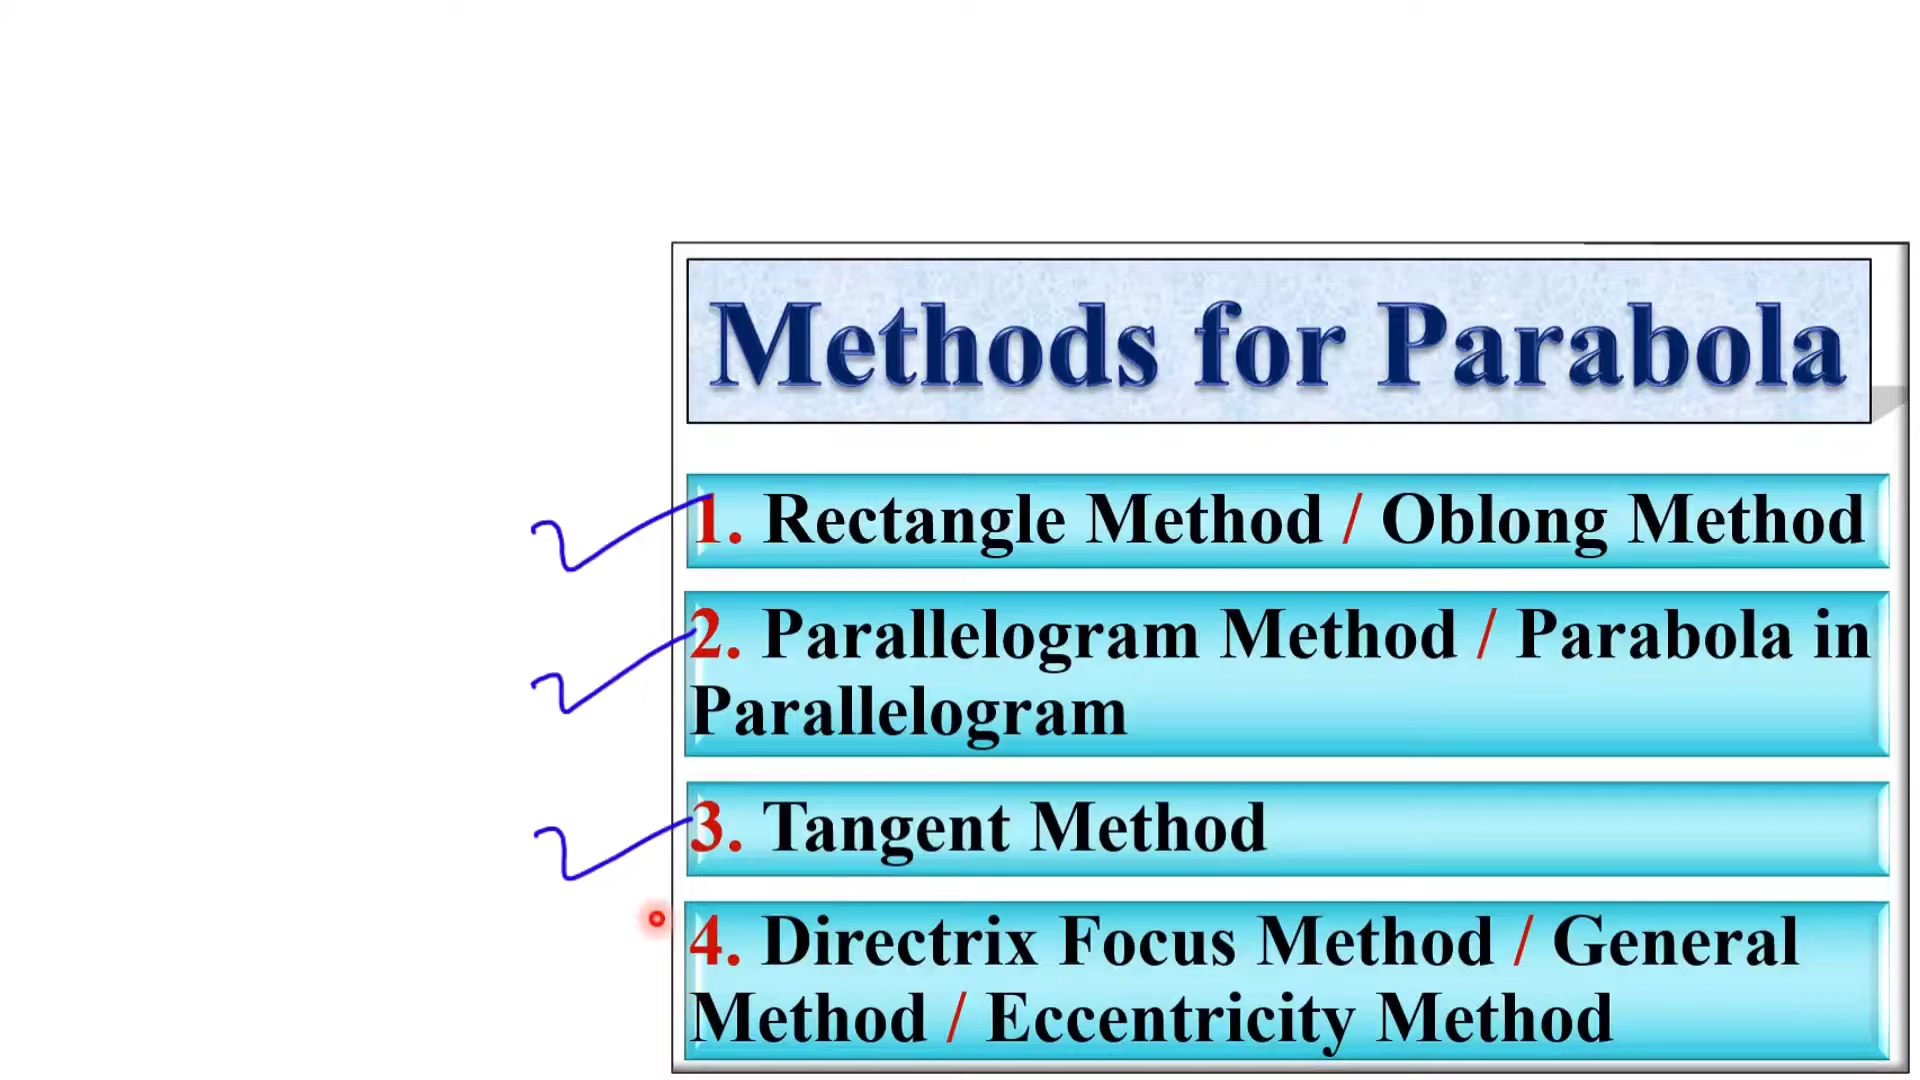 Methods for Parabola
1. Rectangle Method / Oblong Method
2. Parallelogram Method / Parabola in
Parallelogram
3. Tangent Method
4. Directrix Focus Method / General
Method / Eccentricity Method